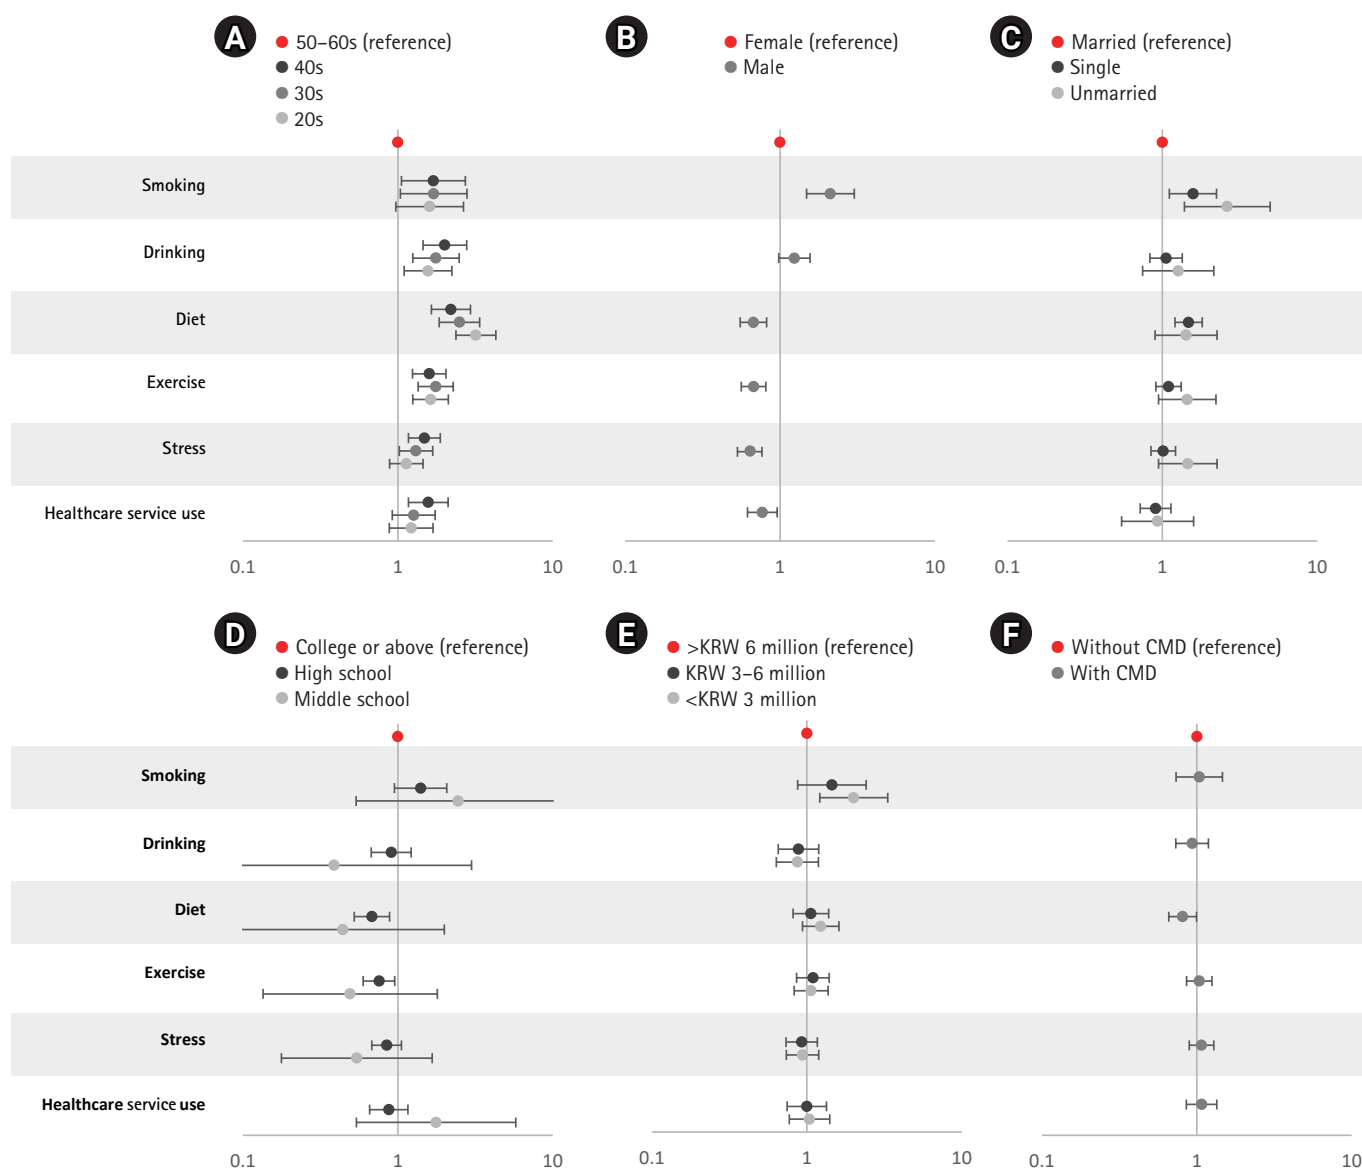 A
50–60s (reference)
40s
30s
20s
B
Female (reference)
Male
C
Married (reference)
Single
Unmarried
Smoking
Drinking
Diet
Exercise
Stress
Healthcare service use
0.1 1 10
0.1 1 10
0.1 1 10
D
College or above (reference)
High school
Middle school
E
>KRW 6 million (reference)
KRW 3–6 million
<KRW 3 million
F
Without CMD (reference)
With CMD
Smoking
Drinking
Diet
Exercise
Stress
Healthcare service use
0.1 1 10
0.1 1 10
0.1 1 10